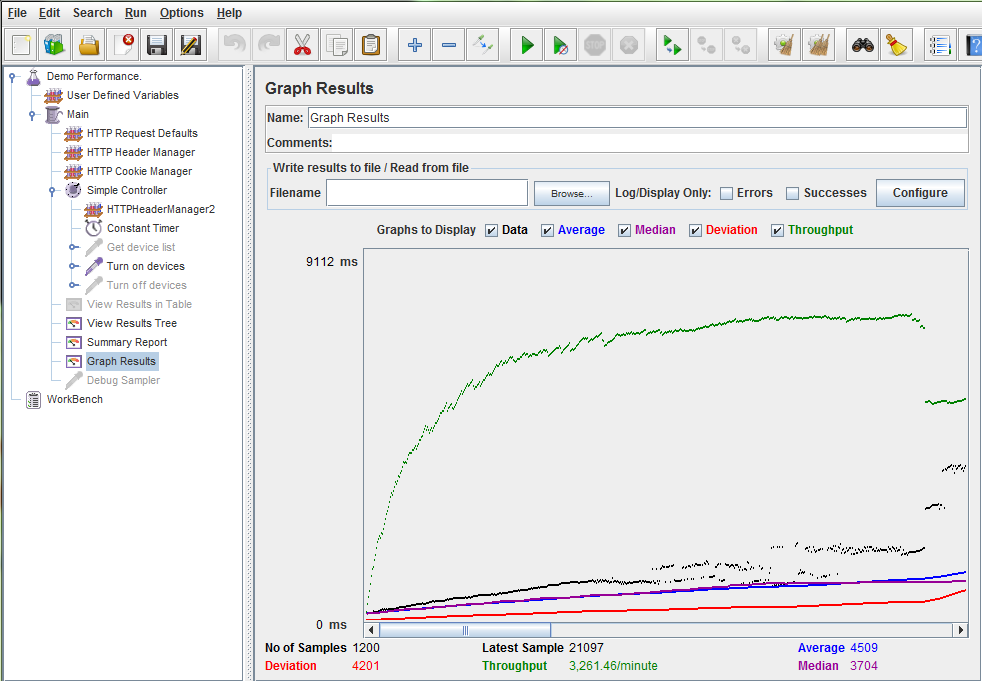 File Edit Search Run Options Help
Demo Performance.
User Defined Variables
Main
HTTP Request Defaults
HTTP Header Manager
HTTP Cookie Manager
Simple Controller
HTTPHeaderManager2
Constant Timer
Get device list
Turn on devices
Turn off devices
View Results in Table
View Results Tree
Summary Report
Graph Results
Debug Sampler
WorkBench
Graph Results
Name: Graph Results
Comments:
Write results to file / Read from file
Filename Browse... Log/Display Only: Errors Successes Configure
Graphs to Display Data Average Median Deviation Throughput
9112 ms
0 ms
No of Samples 1200 Latest Sample 21097 Average 4509
Deviation 4201 Throughput 3,261.46/minute Median 3704